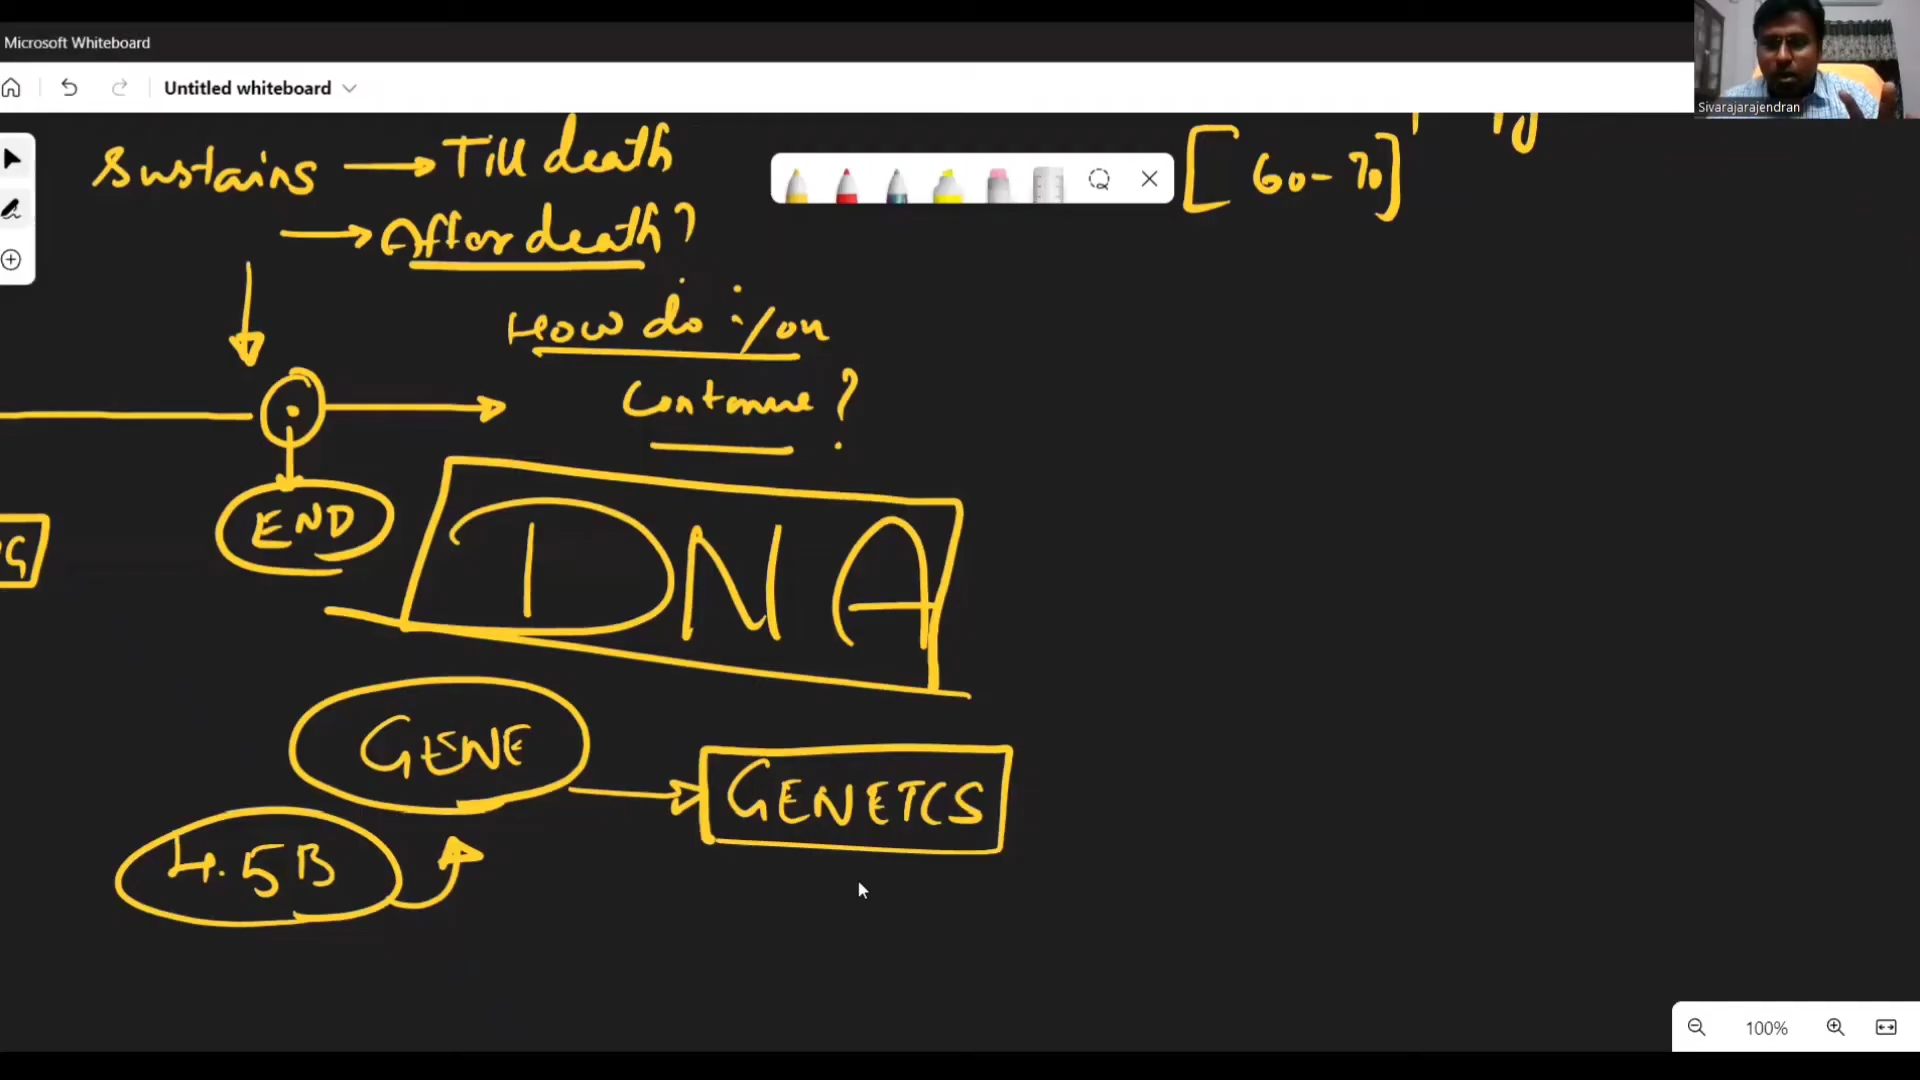 Microsoft Whiteboard
Untitled whiteboard
Sivarajarajendran
Sustains → Till death
→ After death?
[60-70]
How do you
Continue?
END
DNA
G
GENE
→ GENETCS
4.5B
100%